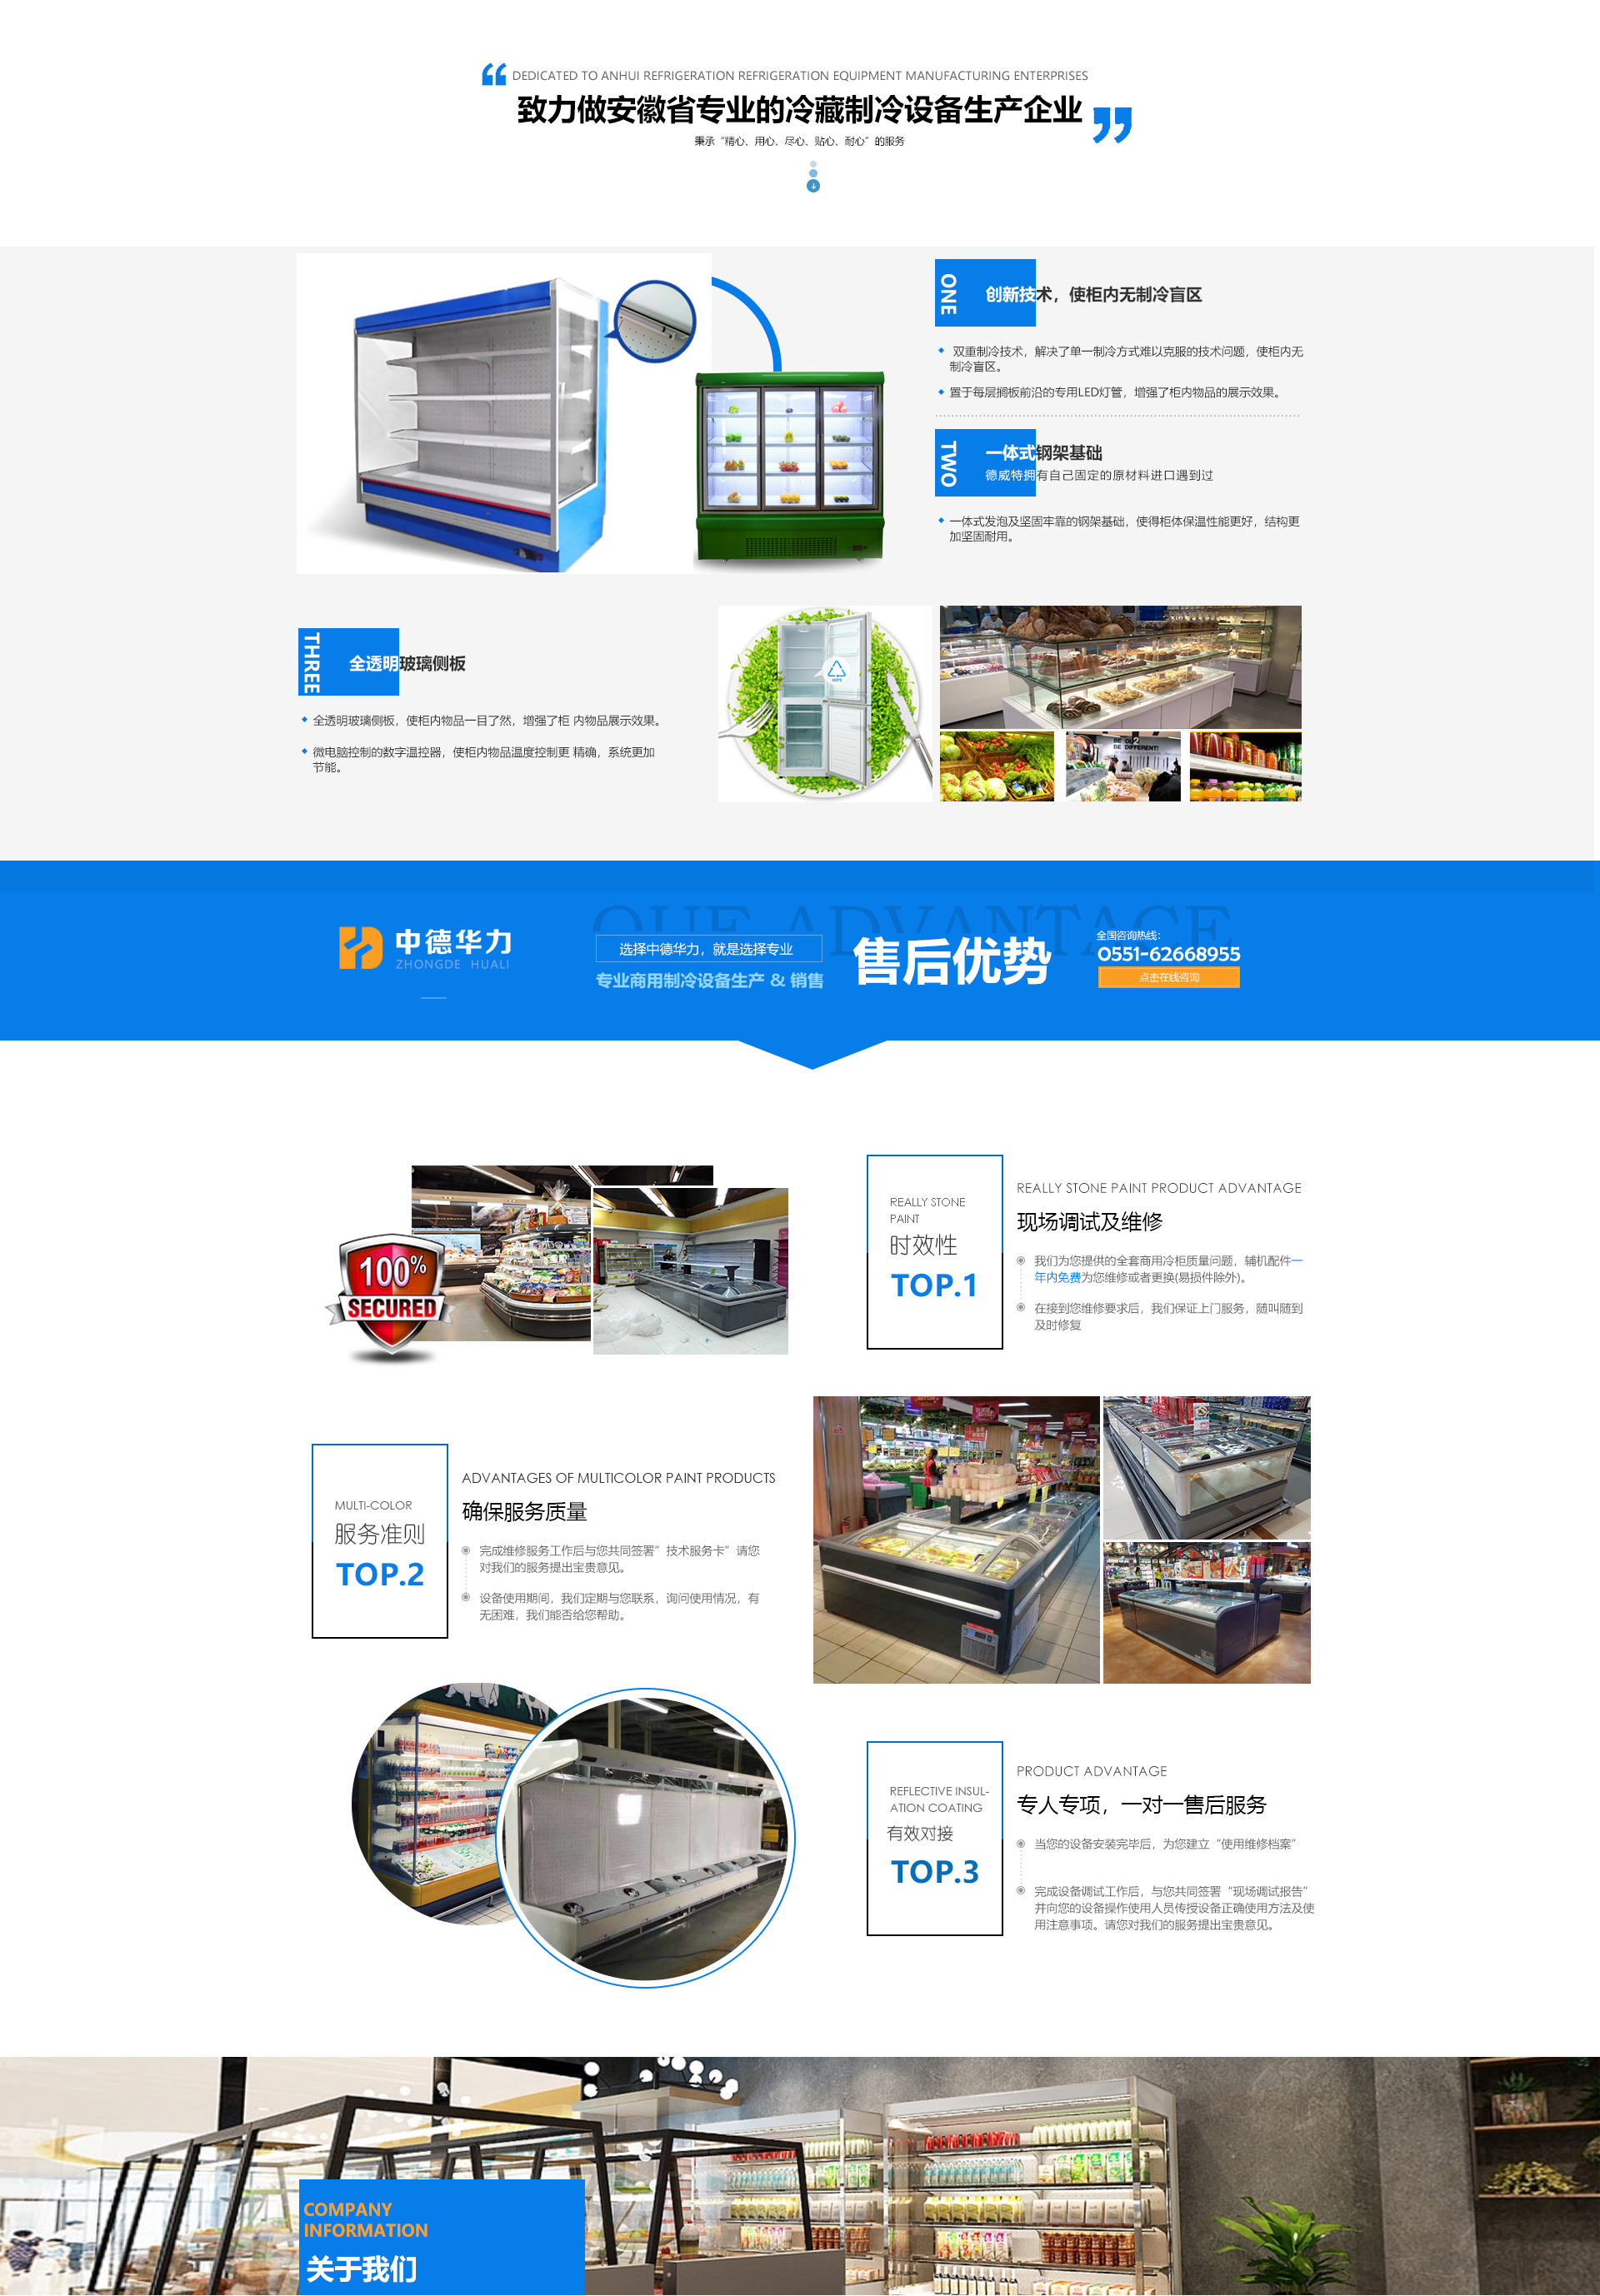 DEDICATED TO ANHUI REFRIGERATION REFRIGERATION EQUIPMENT MANUFACTURING ENTERPRISES
致力做安徽省专业的冷藏制冷设备生产企业
秉承“精心、用心、尽心、贴心、耐心”的服务
ONE
创新技术，使柜内无制冷盲区
双重制冷技术，解决了单一制冷方式难以克服的技术问题，使柜内无
制冷盲区。
置于每层搁板前沿的专用LED灯管，增强了柜内物品的展示效果。
TWO
一体式钢架基础
德威特拥有自己固定的原材料进口遇到过
一体式发泡及坚固牢靠的钢架基础，使得柜体保温性能更好，结构更
加坚固耐用。
THREE
全透明玻璃侧板
全透明玻璃侧板，使柜内物品一目了然，增强了柜 内物品展示效果。
微电脑控制的数字温控器，使柜内物品温度控制更 精确，系统更加
节能。
BE DIFFERENT!
中德华力
ZHONGDE HUALI
OUE ADVANTAGE
选择中德华力，就是选择专业
专业商用制冷设备生产 & 销售
售后优势
全国咨询热线：
0551-62668955
点击在线咨询
100%
SECURED
REALLY STONE
PAINT
时效性
TOP.1
REALLY STONE PAINT PRODUCT ADVANTAGE
现场调试及维修
我们为您提供的全套商用冷柜质量问题，辅机配件一
年内免费为您维修或者更换(易损件除外)。
在接到您维修要求后，我们保证上门服务，随叫随到
及时修复
MULTI-COLOR
服务准则
TOP.2
ADVANTAGES OF MULTICOLOR PAINT PRODUCTS
确保服务质量
完成维修服务工作后与您共同签署”技术服务卡”请您
对我们的服务提出宝贵意见。
设备使用期间，我们定期与您联系，询问使用情况，有
无困难，我们能否给您帮助。
REFLECTIVE INSUL-
ATION COATING
有效对接
TOP.3
PRODUCT ADVANTAGE
专人专项，一对一售后服务
当您的设备安装完毕后，为您建立“使用维修档案”
完成设备调试工作后，与您共同签署“现场调试报告”
并向您的设备操作使用人员传授设备正确使用方法及使
用注意事项。请您对我们的服务提出宝贵意见。
COMPANY
INFORMATION
关于我们